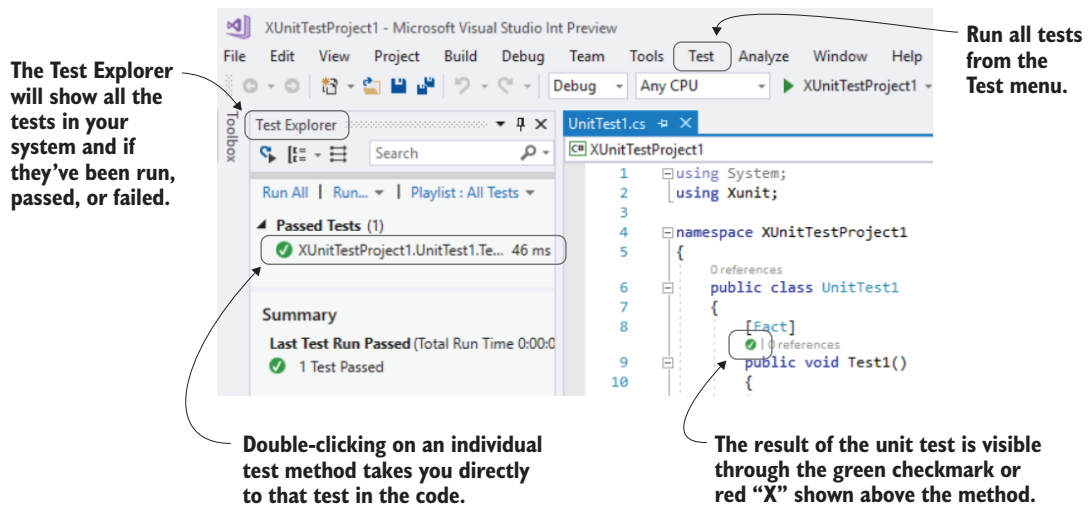 XUnitTestProject1 - Microsoft Visual Studio Int Preview
File Edit View Project Build Debug Team Tools Test Analyze Window Help
Debug Any CPU XUnitTestProject1
Run all tests
from the
Test menu.
The Test Explorer
will show all the
tests in your
system and if
they've been run,
passed, or failed.
Toolbox
Test Explorer
Search
Run All | Run... | Playlist : All Tests
Passed Tests (1)
XUnitTestProject1.UnitTest1.Te... 46 ms
Summary
Last Test Run Passed (Total Run Time 0:00:0
1 Test Passed
UnitTest1.cs
C# XUnitTestProject1
1 using System;
2 using Xunit;
3
4 namespace XUnitTestProject1
5 {
0 references
6 public class UnitTest1
7 {
8 [Fact]
| 0 references
9 public void Test1()
10 {
Double-clicking on an individual
test method takes you directly
to that test in the code.
The result of the unit test is visible
through the green checkmark or
red “X” shown above the method.